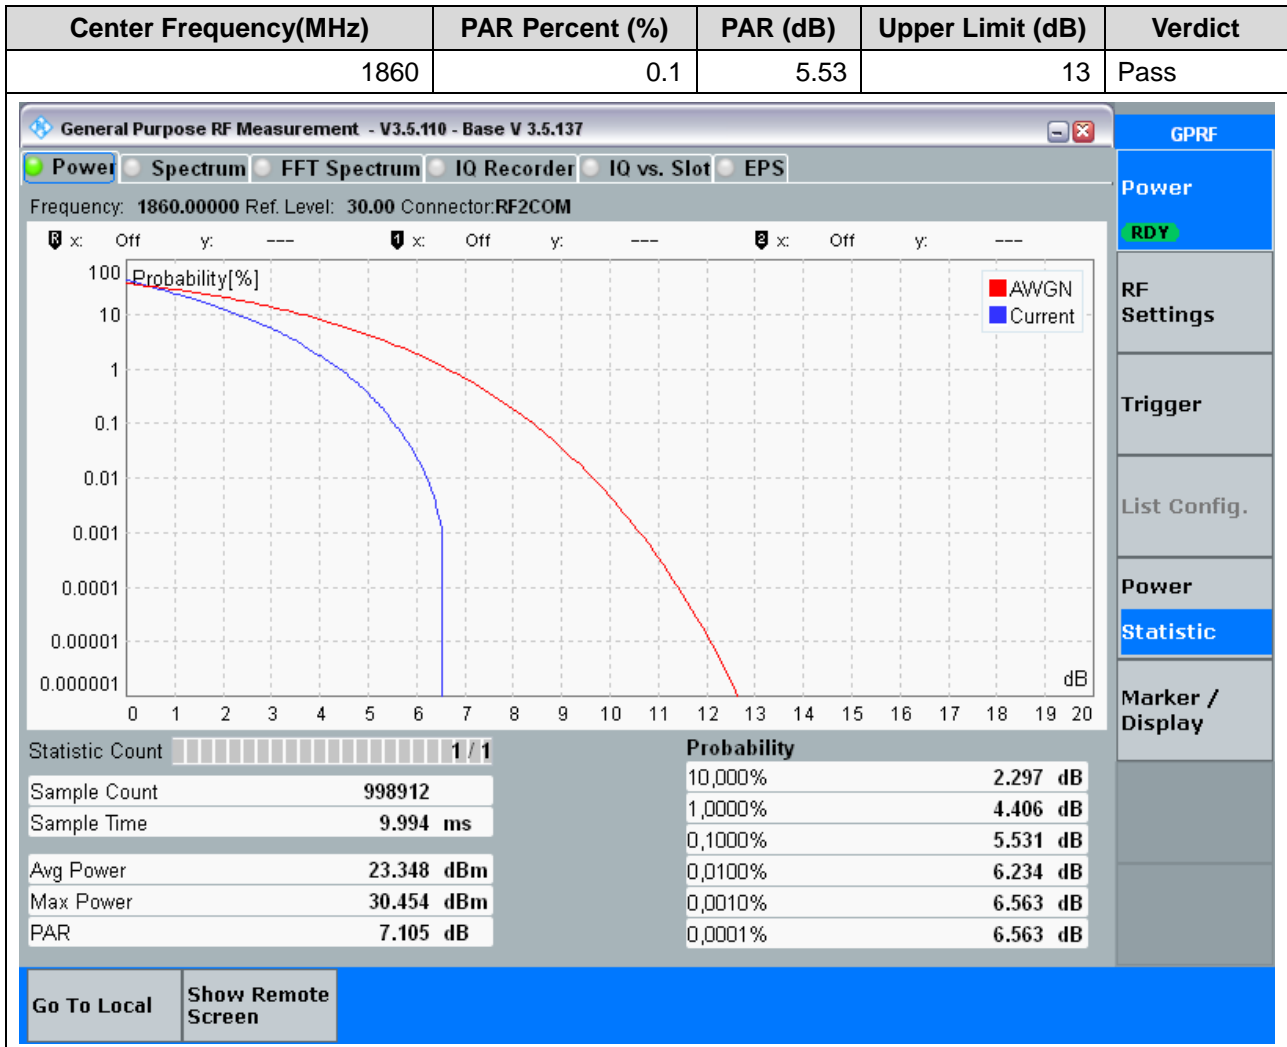 Center Frequency(MHz) PAR Percent (%) PAR (dB) Upper Limit (dB) Verdict
1860 0.1 5.53 13 Pass
General Purpose RF Measurement - V3.5.110 - Base V 3.5.137
GPRF
Power Spectrum FFT Spectrum IQ Recorder IQ vs. Slot EPS
Power
RDY
Frequency: 1860.00000 Ref. Level: 30.00 Connector:RF2COM
R x: Off y: --- 1 x: Off y: --- 2 x: Off y: ---
Probability[%]
AWGN
Current
100
10
1
0.1
0.01
0.001
0.0001
0.00001
0.000001
dB
0 1 2 3 4 5 6 7 8 9 10 11 12 13 14 15 16 17 18 19 20
RF
Settings
Trigger
List Config.
Power
Statistic
Marker /
Display
Statistic Count 1 / 1
Sample Count 998912
Sample Time 9.994 ms
Avg Power 23.348 dBm
Max Power 30.454 dBm
PAR 7.105 dB
Probability
10,000% 2.297 dB
1,0000% 4.406 dB
0,1000% 5.531 dB
0,0100% 6.234 dB
0,0010% 6.563 dB
0,0001% 6.563 dB
Go To Local
Show Remote
Screen